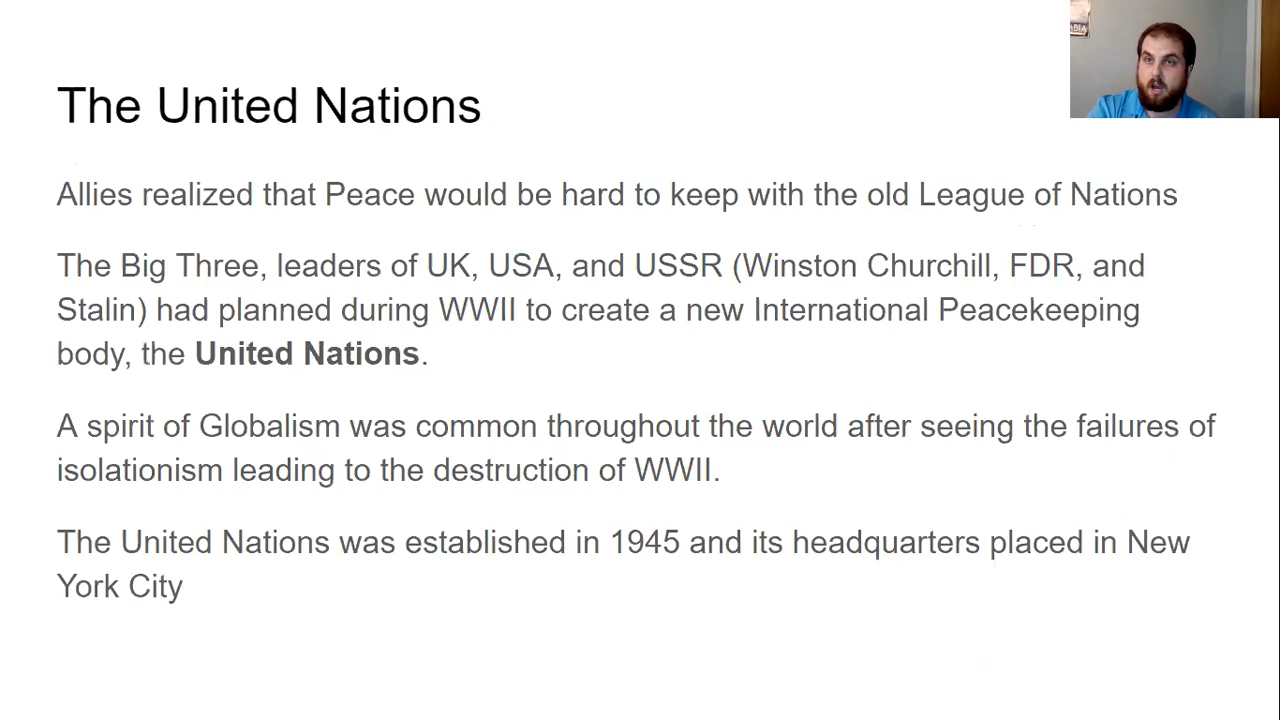 The United Nations
Allies realized that Peace would be hard to keep with the old League of Nations
The Big Three, leaders of UK, USA, and USSR (Winston Churchill, FDR, and
Stalin) had planned during WWII to create a new International Peacekeeping
body, the United Nations.
A spirit of Globalism was common throughout the world after seeing the failures of
isolationism leading to the destruction of WWII.
The United Nations was established in 1945 and its headquarters placed in New
York City